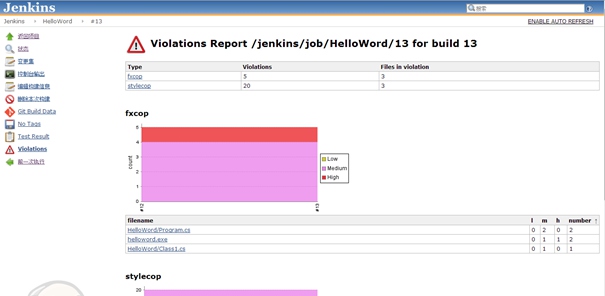 Jenkins
搜索
Jenkins HelloWord #13 ENABLE AUTO REFRESH
返回项目
状态
变更集
控制台输出
编辑构建信息
删除本次构建
Git Build Data
No Tags
Test Result
Violations
前一次执行
Violations Report /jenkins/job/HelloWord/13 for build 13
Type Violations Files in violation
fxcop 5 3
stylecop 20 3
fxcop
5
4
3
2
1
0
count
#12 #13
Low
Medium
High
filename l m h number ↑
HelloWord/Program.cs 0 2 0 2
helloword.exe 0 1 1 2
HelloWord/Class1.cs 0 1 0 1
stylecop
20